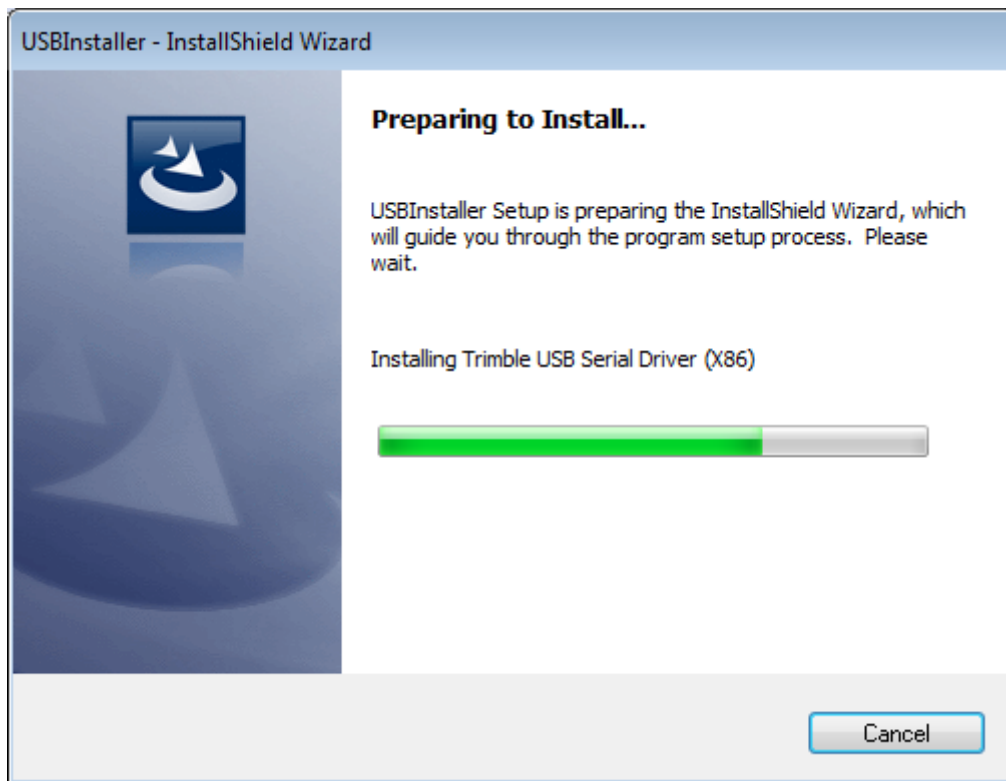 USBInstaller - InstallShield Wizard
Preparing to Install...
USBInstaller Setup is preparing the InstallShield Wizard, which
will guide you through the program setup process.  Please
wait.
Installing Trimble USB Serial Driver (X86)
Cancel